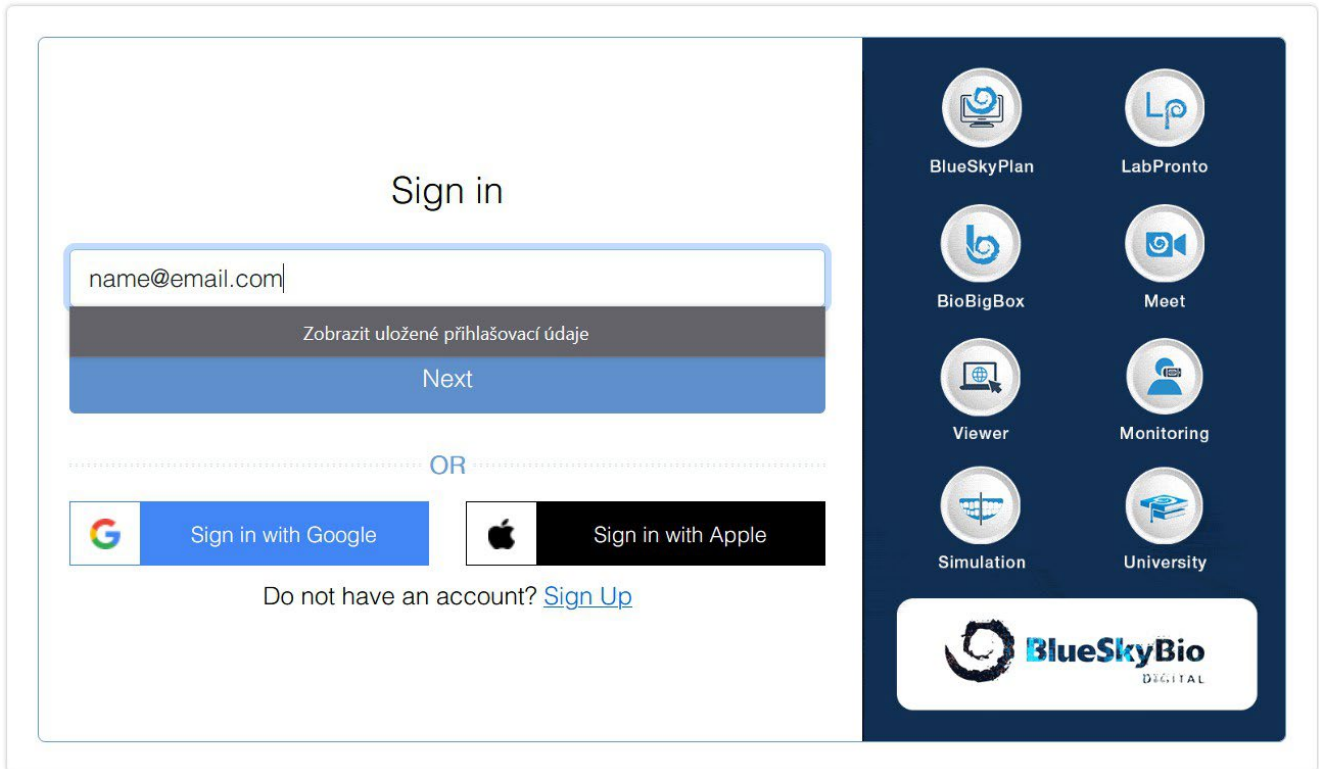 Sign in
name@email.com
Zobrazit uložené přihlašovací údaje
Next
OR
Sign in with Google
Sign in with Apple
Do not have an account? Sign Up
BlueSkyPlan
LabPronto
BioBigBox
Meet
Viewer
Monitoring
Simulation
University
BlueSkyBio
DIGITAL